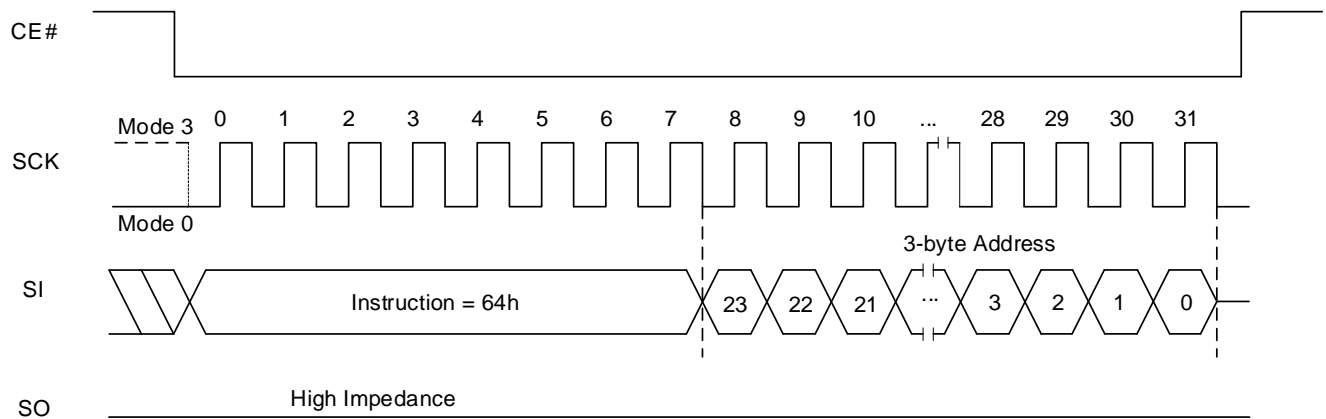 CE#
0 1 2 3 4 5 6 7 8 9 10 ... 28 29 30 31
Mode 3
SCK
Mode 0
3-byte Address
SI
Instruction = 64h 23 22 21 ... 3 2 1 0
High Impedance
SO